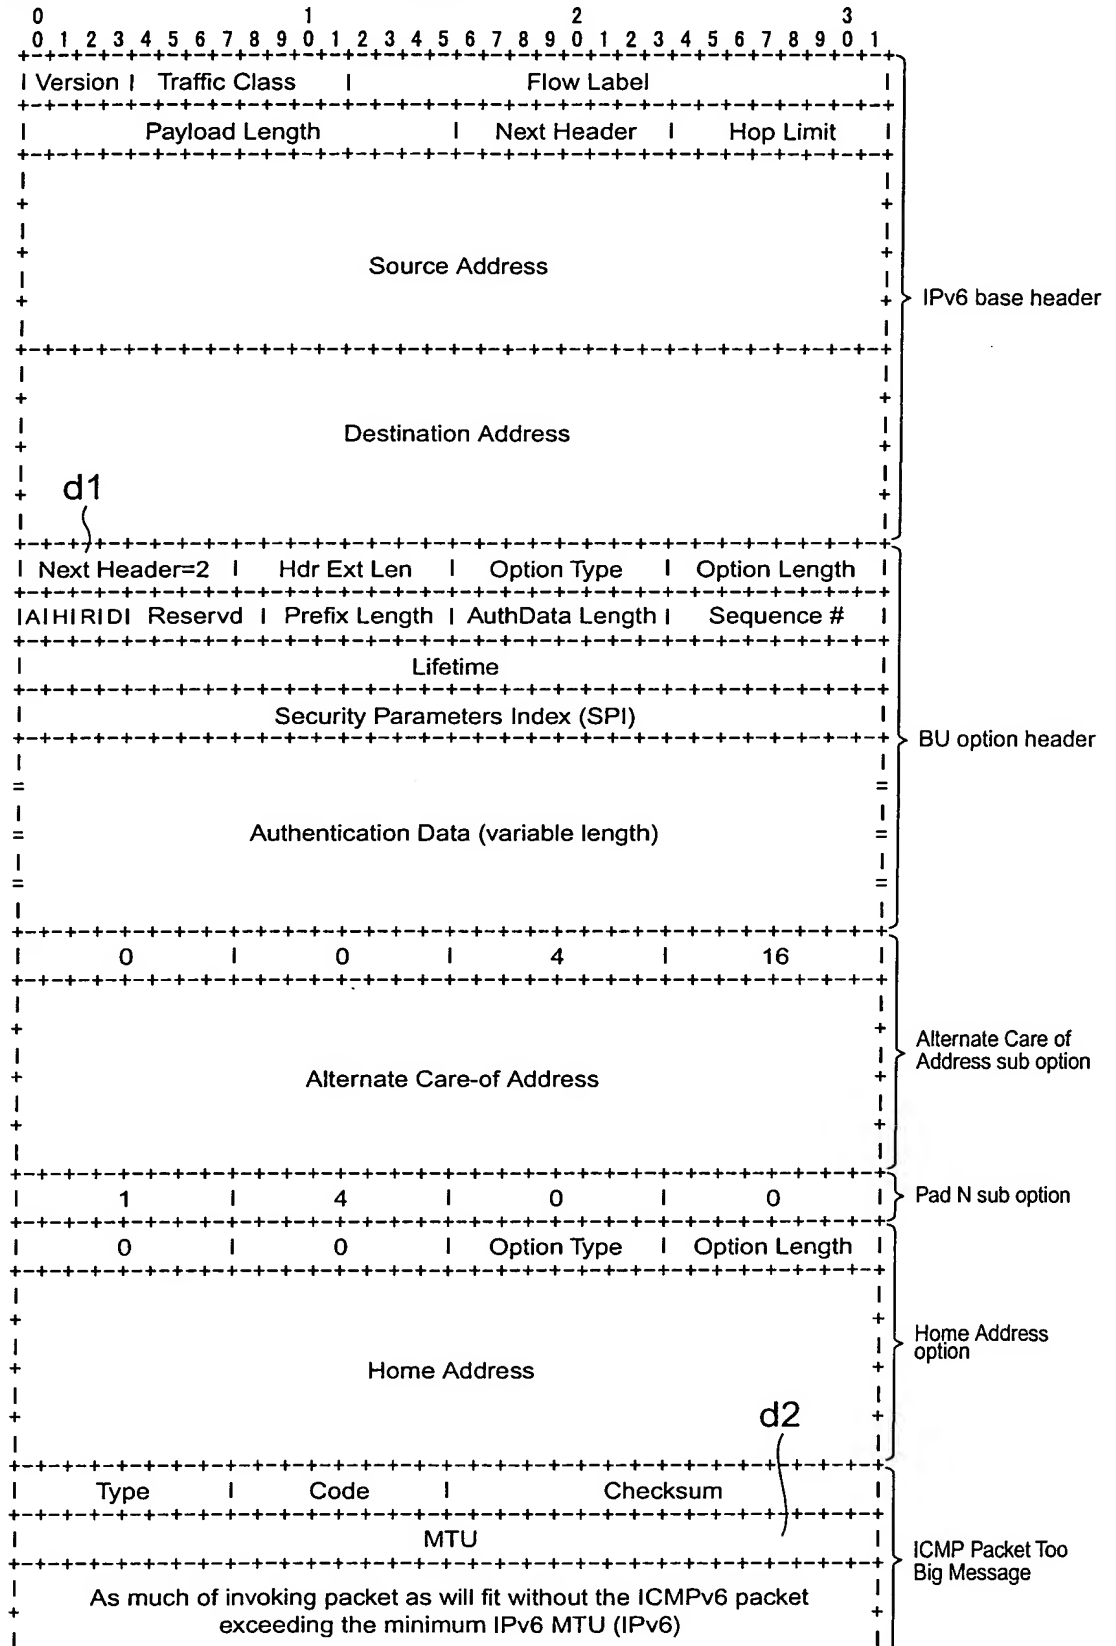 0 1 2 3
0 1 2 3 4 5 6 7 8 9 0 1 2 3 4 5 6 7 8 9 0 1 2 3 4 5 6 7 8 9 0 1
Version Traffic Class Flow Label
Payload Length Next Header Hop Limit
Source Address
IPv6 base header
Destination Address
d1
Next Header=2 Hdr Ext Len Option Type Option Length
A H R D Reservd Prefix Length AuthData Length Sequence #
Lifetime
Security Parameters Index (SPI)
BU option header
Authentication Data (variable length)
0 0 4 16
Alternate Care of
Address sub option
Alternate Care-of Address
1 4 0 0 Pad N sub option
0 0 Option Type Option Length
Home Address
option
Home Address
d2
Type Code Checksum
MTU
ICMP Packet Too
Big Message
As much of invoking packet as will fit without the ICMPv6 packet
exceeding the minimum IPv6 MTU (IPv6)